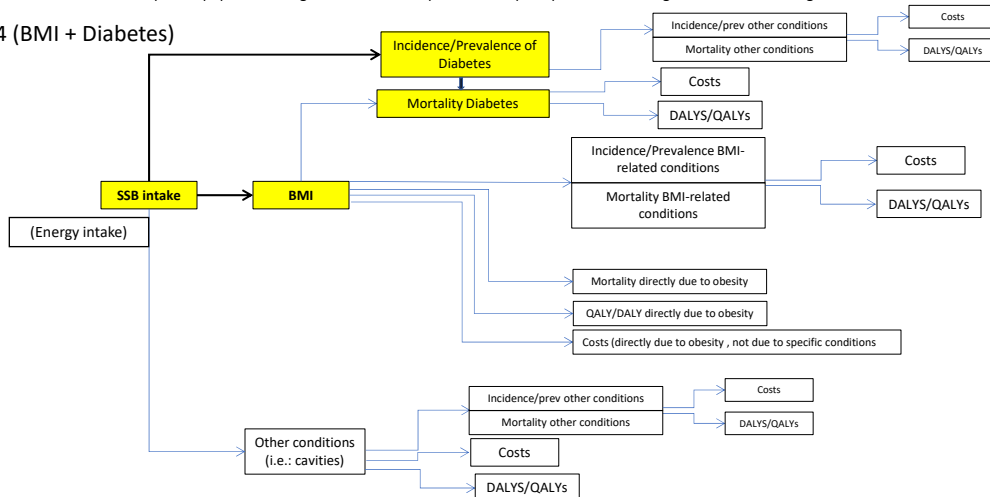 4 (BMI + Diabetes)
Incidence/Prevalence of
Diabetes
Mortality Diabetes
Incidence/prev other conditions
Mortality other conditions
Costs
DALYS/QALYs
Costs
DALYS/QALYs
Incidence/Prevalence BMI-
related conditions
Mortality BMI-related
conditions
Costs
DALYS/QALYs
SSB intake
BMI
(Energy intake)
Mortality directly due to obesity
QALY/DALY directly due to obesity
Costs (directly due to obesity , not due to specific conditions
Incidence/prev other conditions
Mortality other conditions
Costs
DALYS/QALYs
Other conditions
(i.e.: cavities)
Costs
DALYS/QALYs